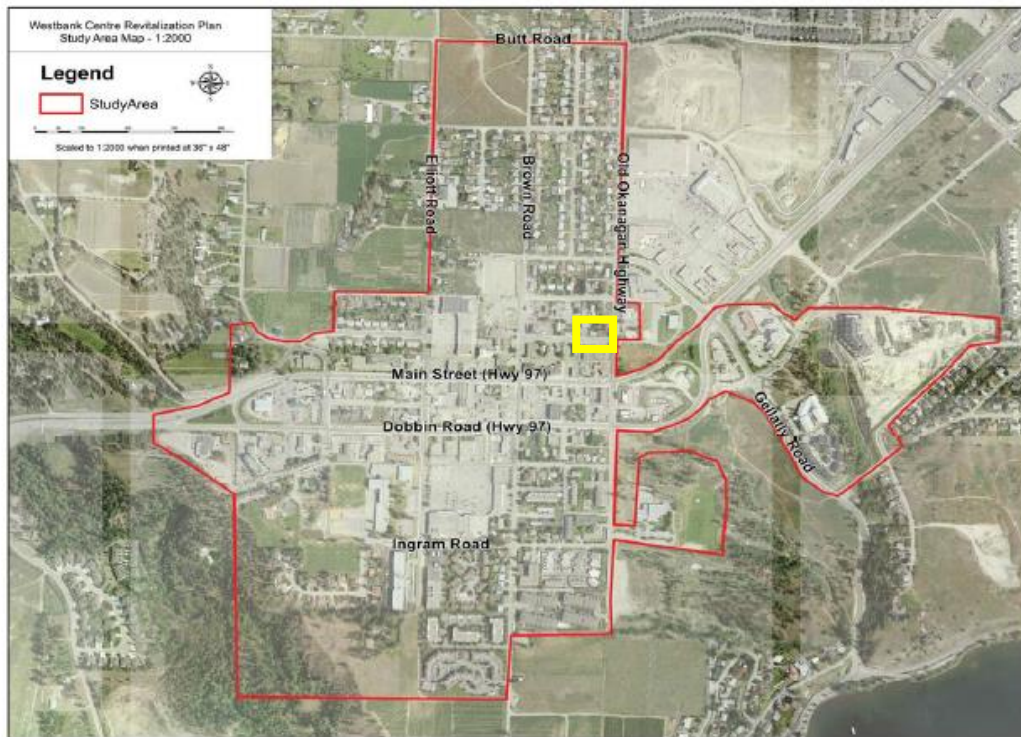 Westbank Centre Revitalization Plan
Study Area Map - 1:2000
Legend
StudyArea
Scaled to 1:2000 when printed at 36" x 48"
Butt Road
Elliott Road
Brown Road
Old Okanagan Highway
Main Street (Hwy 97)
Dobbin Road (Hwy 97)
Gellatly Road
Ingram Road